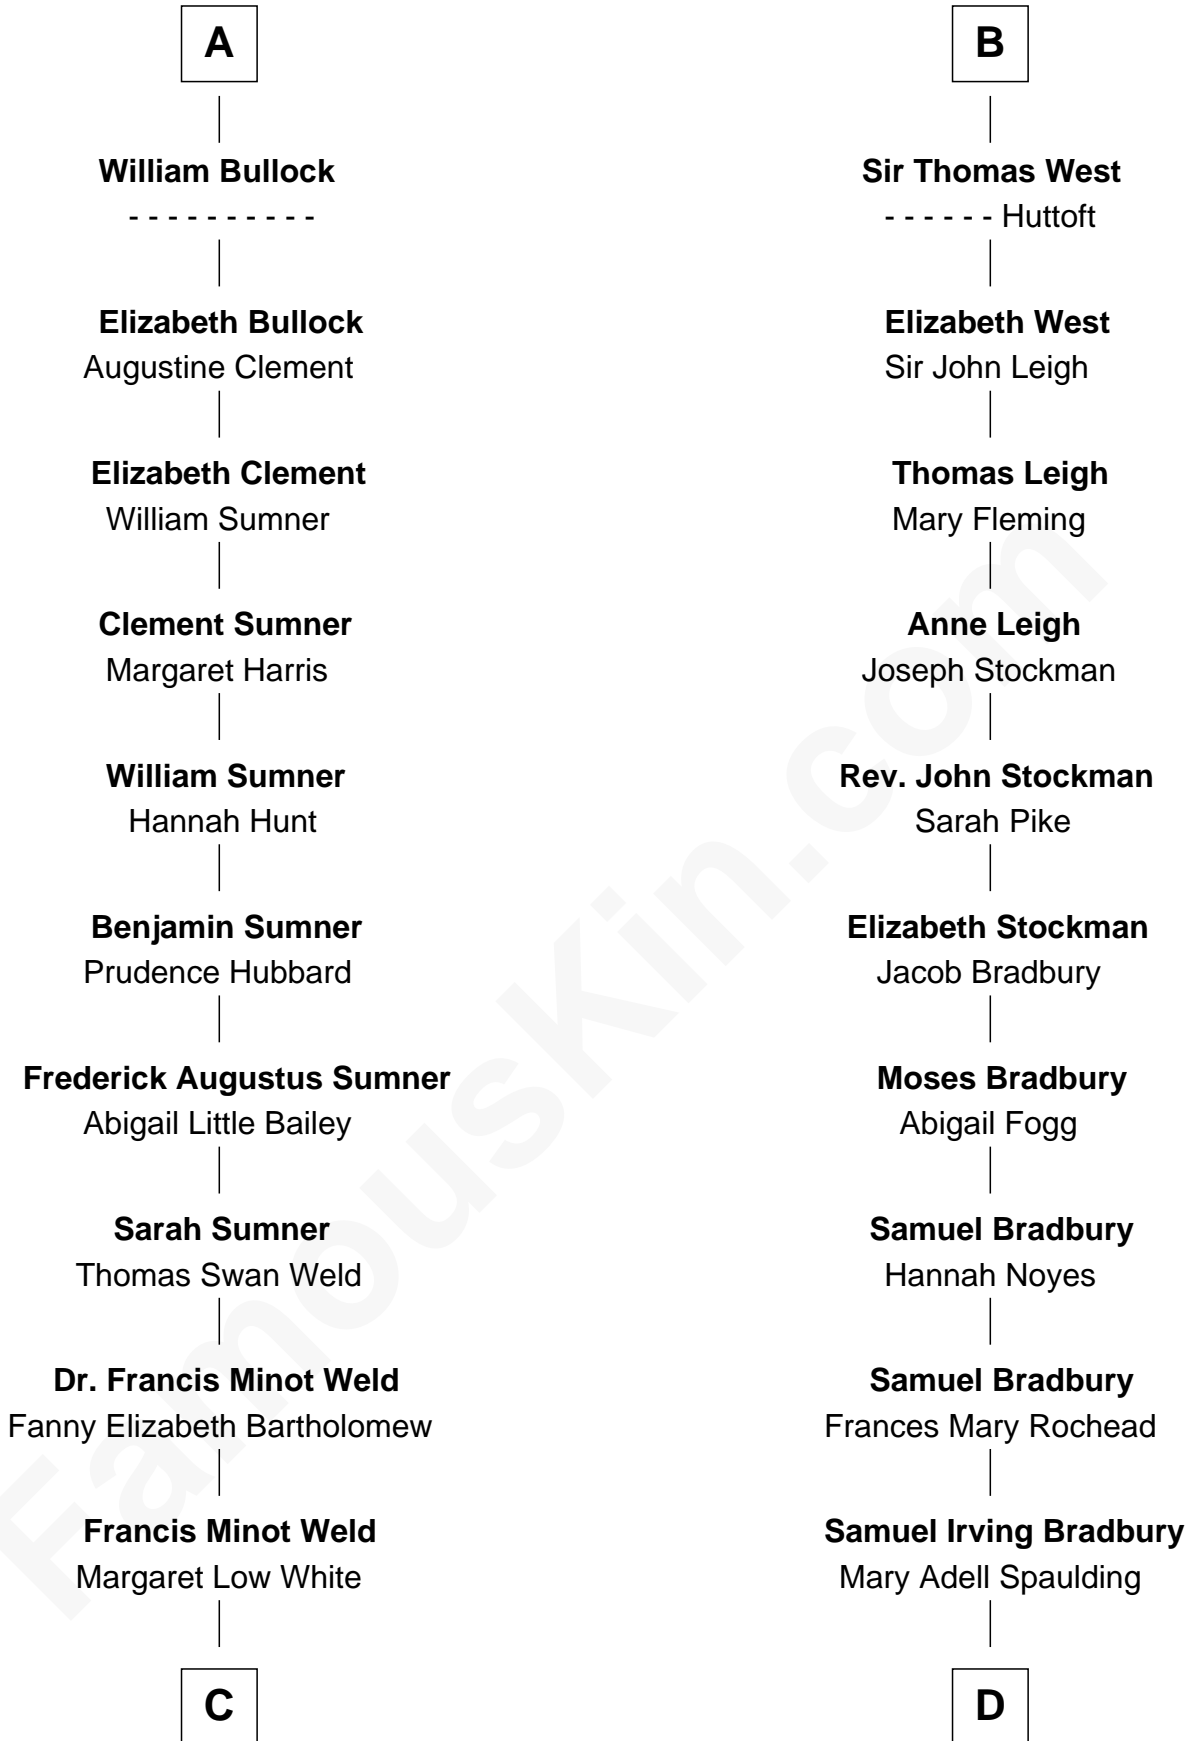 A
William Bullock
- - - - - - - - - -
Elizabeth Bullock
Augustine Clement
Elizabeth Clement
William Sumner
Clement Sumner
Margaret Harris
William Sumner
Hannah Hunt
Benjamin Sumner
Prudence Hubbard
Frederick Augustus Sumner
Abigail Little Bailey
Sarah Sumner
Thomas Swan Weld
Dr. Francis Minot Weld
Fanny Elizabeth Bartholomew
Francis Minot Weld
Margaret Low White
C
B
Sir Thomas West
- - - - - - Huttoft
Elizabeth West
Sir John Leigh
Thomas Leigh
Mary Fleming
Anne Leigh
Joseph Stockman
Rev. John Stockman
Sarah Pike
Elizabeth Stockman
Jacob Bradbury
Moses Bradbury
Abigail Fogg
Samuel Bradbury
Hannah Noyes
Samuel Bradbury
Frances Mary Rochead
Samuel Irving Bradbury
Mary Adell Spaulding
D
FamousKin.com